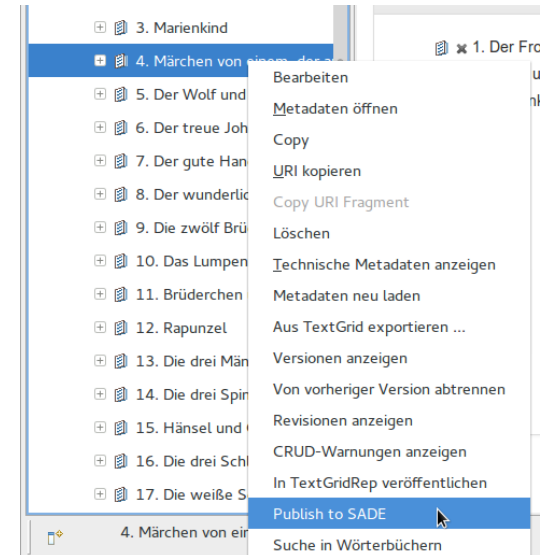 3. Marienkind
4. Märchen von einem, der a
5. Der Wolf und
6. Der treue Joh
7. Der gute Han
8. Der wunderlic
9. Die zwölf Brü
10. Das Lumpen
11. Brüderchen
12. Rapunzel
13. Die drei Män
14. Die drei Spin
15. Hänsel und
16. Die drei Schl
17. Die weiße S
4. Märchen von ein
1. Der Fro
u
Bearbeiten
Metadaten öffnen
Copy
URI kopieren
Copy URI Fragment
Löschen
Technische Metadaten anzeigen
Metadaten neu laden
Aus TextGrid exportieren ...
Versionen anzeigen
Von vorheriger Version abtrennen
Revisionen anzeigen
CRUD-Warnungen anzeigen
In TextGridRep veröffentlichen
Publish to SADE
Suche in Wörterbüchern